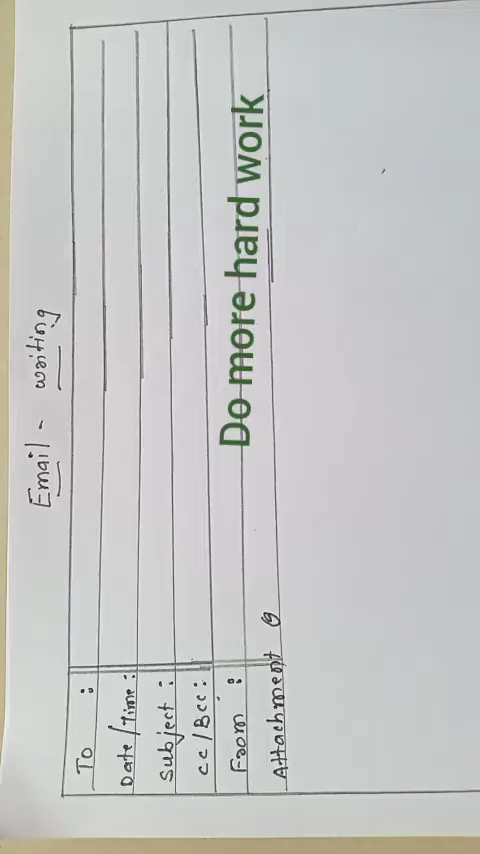 Email - writing
To :
Date/Time :
Subject :
CC/Bcc :
From :
Attachment
Do more hard work